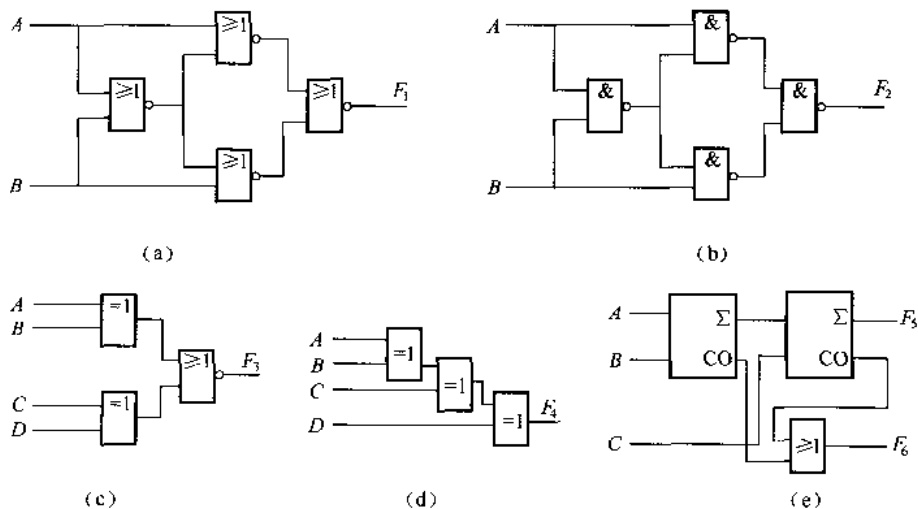 A
B
≥1
≥1
≥1
≥1
F₁
(a)
A
B
&
&
&
&
F₂
(b)
A
B
C
D
=1
=1
≥1
F₃
(c)
A
B
C
D
=1
=1
=1
F₄
(d)
A
B
C
Σ
CO
Σ
CO
≥1
F₅
F₆
(e)